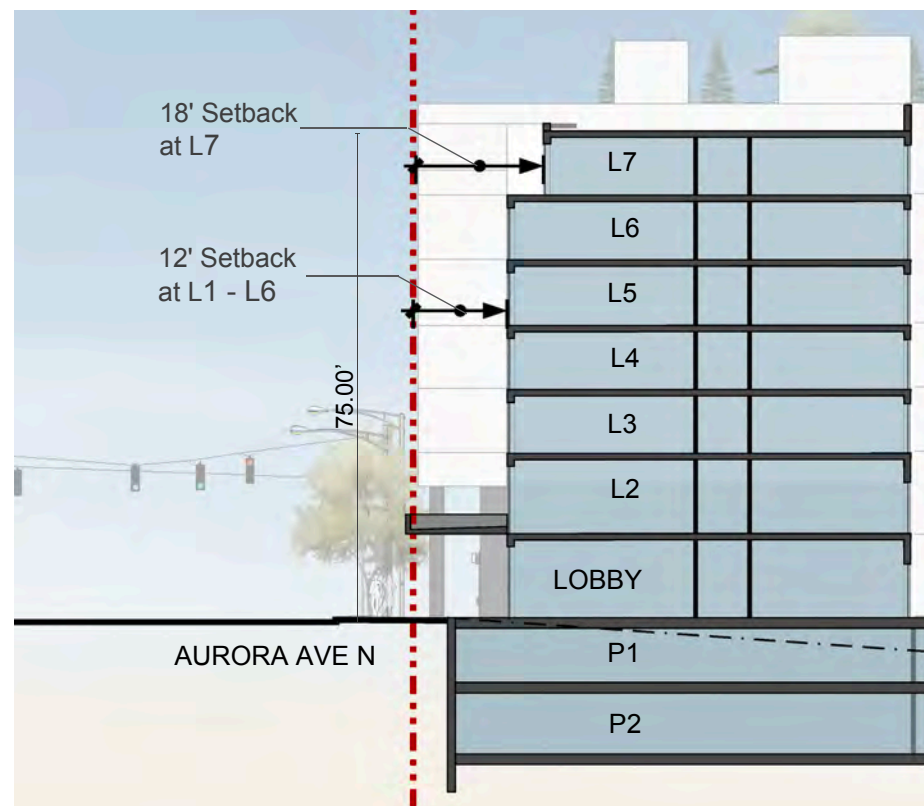 18' Setback
at L7
L7
L6
12' Setback
at L1 - L6
L5
L4
75.00’
L3
L2
LOBBY
AURORA AVE N
P1
P2